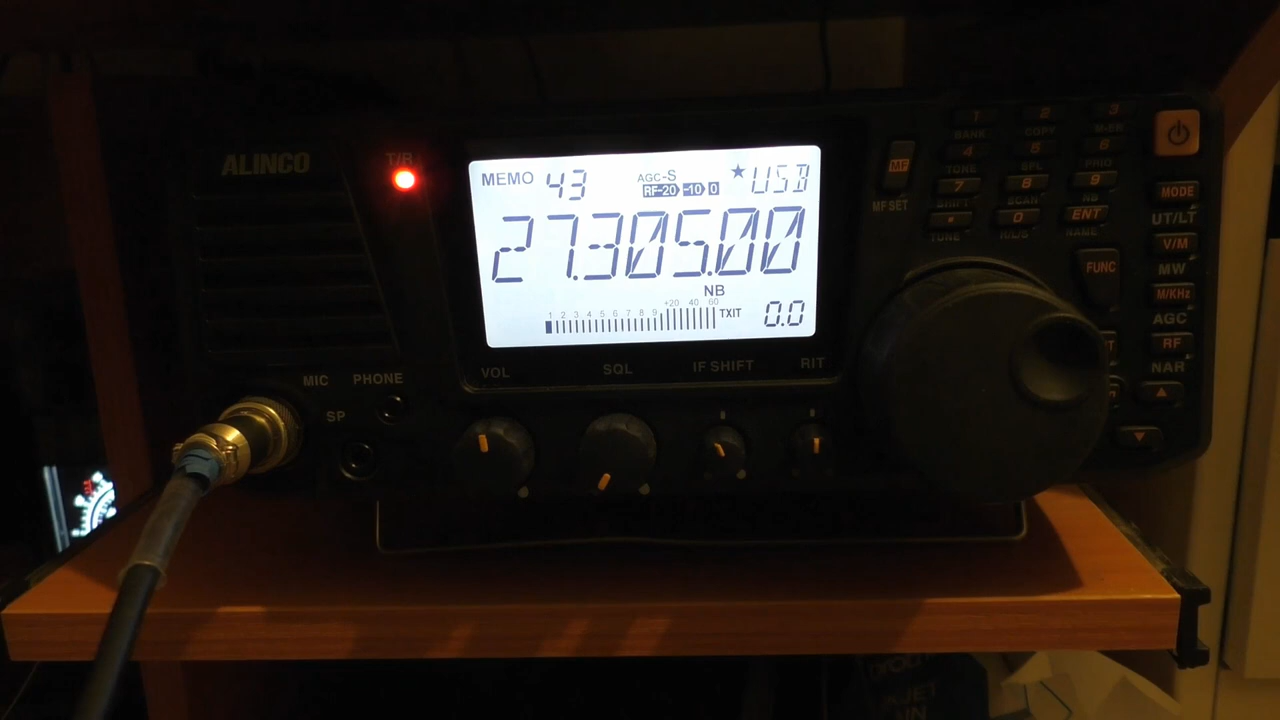 ALINCO
T/R
MEMO 43 AGC-S ★ USB
RF-20 -10 0
27.305.00
NB
1 2 3 4 5 6 7 8 9 +20 40 60 TXIT 0.0
VOL SQL IF SHIFT RIT
MIC PHONE
SP
MF
MF SET
1 2 3
BANK COPY
4 5 6
TONE SPL PRIO
7 8 9
SHIFT SCAN NB
• 0 ENT
TUNE NAME
FUNC
MODE
UT/LT
V/M
MW
M/KHz
AGC
RF
NAR
▲
▼